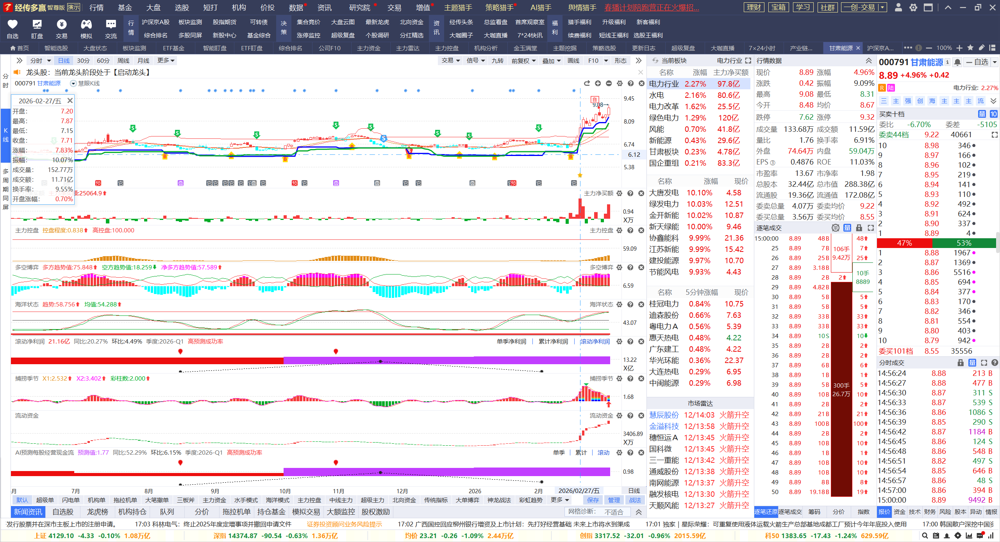 经传多赢 智尊版 演示 行情 基金 大盘 选股 短打 机构 价投 数据 资讯 研究院 交易 增值 主题猎手 策略猎手 AI猎手 舆情猎手 春播计划陪跑营正在火爆招... 理财 宝箱 学习 社群 一创-交易
自选 盯盘 交易 模拟 交流
行情 沪深京A股 板块监测 股指期货 可转债 决策 集合竞价 大盘云图 最新龙虎 北向资金 资讯 经传头条 总监看盘 首席观察室 福利 猎手福利 升级福利 新客福利
综合排名 多股同屏 新股中心 基金综合 涨停监控 超级复盘 个股调研 分红精选 大咖圈子 大咖直播 7*24快讯 续费福利 短线王福利 选股王福利
首页 智能选股 大盘状态 板块监测 ETF基金 智能盯盘 ETF盯盘 综合排名 公司F10 主力资金 主力雷达 主力控盘 机构分析 金玉满堂 主题挖掘 策略选股 更新日志 超级复盘 大咖直播 7×24小时 产业链... 甘肃能源 沪深京A... 100%
分时 日线 30分 60分 周线 月线 更多 交易 信号 九转 前复权 叠加 画线 F10 形态
分时
K线
多周期同屏
龙头股：当前龙头阶段处于【启动龙头】
000791 甘肃能源 慧眼K线
2026-02-27/五
开盘: 7.20
最高: 7.87
最低: 7.15
收盘: 7.71
涨幅: 7.83%
振幅: 10.07%
成交量: 152.77万
成交额: 11.71亿
换手率: 9.55%
开盘涨幅: 0.70%
自
9.08→
9.45
8.09
6.74
6.12
5.38
主力净买额:25064.9 主力净买额
0.94
X万
主力控盘 控盘程度:0.838 高控盘:100.000 主力控盘
59.09
多空博弈 多方趋势值:75.848 空方趋势值:18.259 净多方趋势值:57.589 多空博弈
6.59
海洋状态 趋势:58.756 均值:54.288 海洋状态
43.07
滚动净利润 21.16亿 同比:20.27% 环比:4.49% 季度:2026-Q1 高预测成功率 单季净利润 累计净利润 滚动净利润
13.22
X亿
捕捞季节 X1:2.532 X2:3.402 彩柱数:2.000 捕捞季节
1.68
流动资金 流动资金
3406.89
X万
AI预测每股经营现金流 预测值:1.77 同比:52.29% 环比:6.15% 季度:2026-Q1 高预测成功率 单季 累计 滚动
0.98
月 7月 8月 9月 10月 11月 12月 2026 2月 2026/02/27/五 日线
默认 超级单 闪电单 机构单 拖拉机单 大笔撤单 三板斧 主力资金 水手模式 海洋模式 主力控盘 中线主力 超级主力 北向资金 传统指标 大单博弈 神龙战法 彩虹趋势 更多 保存 管理 战法
新闻资讯 自选股 龙虎榜 机构持仓 队列 分价 拖拉机单 持仓基金 模拟交易 大额监控 股权激励 网格诊断： 不适合
当前板块 电力行业
名称 涨幅 主力净买额
电力行业 2.27% 97.8亿
水电 2.16% 80.6亿
电力改革 1.62% 25.5亿
绿色电力 1.29% 120亿
风能 0.70% 41.8亿
新能源 0.43% 29.6亿
甘肃板块 0.23% 4.78亿
国企重组 0.21% 83.3亿
名称 涨幅 现价
大唐发电 10.10% 4.58
绿发电力 10.03% 12.51
金开新能 10.02% 10.87
新天绿能 10.00% 9.46
协鑫能科 9.99% 21.36
江苏新能 9.99% 15.42
建投能源 9.97% 10.70
节能风电 9.93% 4.43
名称 5分钟涨幅 现价
桂冠电力 0.84% 10.75
迪森股份 0.66% 7.63
粤电力A 0.56% 5.39
惠天热电 0.48% 4.22
广东建工 0.48% 4.22
华光环能 0.36% 22.37
大连热电 0.29% 6.95
中闽能源 0.29% 6.98
市场雷达
慧辰股份 12/14:03 火箭升空
金溢科技 12/13:58 火箭升空
穗恒运A 12/13:45 火箭升空
国科微 12/13:45 火箭升空
三一重能 12/13:42 火箭升空
通威股份 12/13:38 火箭升空
南网能源 12/13:37 火箭升空
融发核电 12/13:30 火箭升空
天顺风能 12/13:27 火箭升空
行情数据
现价 8.89 涨幅 4.96%
涨跌 0.42 振幅 9.09%
最高 9.08 最低 8.31
今开 8.48 均价 8.67
跌停 7.62 涨停 9.32
成交量 133.68万 成交额 11.59亿
量比 1.76 换手率 6.91%
外盘 74.64万 内盘 59.04万
EPS③ 0.4876 ROE 11.03%
市盈率 13.67 市净率 1.98
总股本 32.44亿 总市值 288.38亿
流通股 19.36亿 流通值 172.08亿
委卖总量 4.07万 委卖均价 9.22
委买总量 3.56万 委买均价 8.55
逐笔成交 单 量
15:00:00 8.89 48B 48
25 8.89 7B 7
26 8.89 25B 25
27 8.89 3.18B
28 8.89 2B 2
29 8.89 4.82B
30 8.89 5B 5
31 8.89 5B 5
32 8.89 33B 33
33 8.89 33B 33
34 8.89 10S 10
35 8.89 2B 2
36 8.89 2B 2
37 8.89 6B 6
38 8.89 1B 1
39 8.89 5B 5
40 8.89 10B 10
41 8.89 2B 2
42 8.89 21B 21
43 8.89 100B 100
44 8.89 2B 2
45 8.89 10B 10
46 8.89 1B 1
47 8.89 10B 10
48 8.89 10B 10
49 8.89 8B 8
50 8.89 19.18B 19
106手
9.42万
10手
8889
300手
26.7万
逐笔还原 逐笔成交 筹码 分价 指数
000791 甘肃能源 自选
8.89 +4.96% +0.42
R 陆 电力行业: 2.27%
三 主 强 创 海 主 主 主 流
买卖十档 量 10
委比 -6.70% 委差 -5105
委卖44档 9.22 40661
10 8.98 346
9 8.97 166
8 8.96 102
7 8.95 219
6 8.94 141
5 8.93 110
4 8.92 492
3 8.91 624
2 8.90 337
1 8.89 4
47% 53%
1 8.88 1967
2 8.87 1369
3 8.86 5516
4 8.85 694
5 8.84 377
6 8.83 170
7 8.82 346
8 8.81 554
9 8.80 403
10 8.79 942
委买101档 8.55 35556
分时成交 量
14:56:24 8.88 213 B
14:56:27 8.88 477 B
14:56:30 8.87 311 S
14:56:33 8.87 539 S
14:56:36 8.86 1086 S
14:56:39 8.85 290 S
14:56:42 8.87 1184 B
14:56:45 8.86 124 S
14:56:48 8.86 548 B
14:56:51 8.82 497 S
14:56:54 8.85 646 B
14:56:57 8.86 48 S
14:57:00 8.86 394 B
15:00:00 8.89 9492 B
报价 资金 技术 财务 风险 股本 异动 情报
发行股票并在深市主板上市的注册申请。 17:03 科林电气：终止2025年度定增事项并撤回申请文件 证券投资顾问业务风险提示 17:02 广西国控回应柳州银行增资及上市计划：先打好经营基础 未来上市将水到渠成 17:01 独家 | 星际荣耀：可重复使用液体运载火箭生产总部基地成都工厂预计今年年底投入使用 17:00 韩国散户深挖中国
上证 4129.10 -4.33 -0.10% 1.08万亿 深指 14374.87 -90.54 -0.63% 1.36万亿 均价 23.21 -0.26 -1.09% 2.44万亿 创指 3317.52 -32.01 -0.96% 2015.59亿 科50 1383.65 -17.43 -1.24% 629.59亿